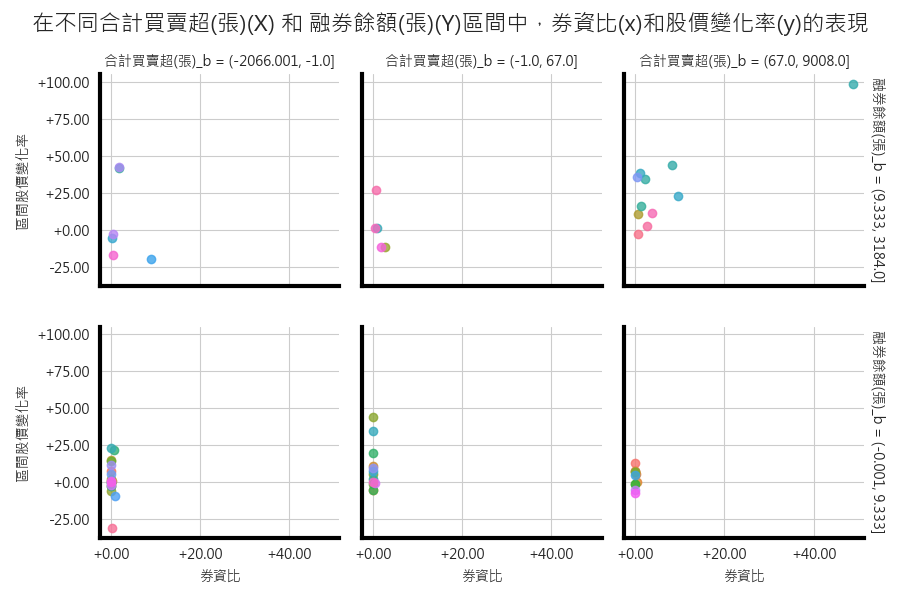 在不同合計買賣超(張)(X) 和 融券餘額(張)(Y)區間中，券資比(x)和股價變化率(y)的表現
合計買賣超(張)_b = (-2066.001, -1.0]
合計買賣超(張)_b = (-1.0, 67.0]
合計買賣超(張)_b = (67.0, 9008.0]
+100.00
+75.00
+50.00
+25.00
+0.00
-25.00
區間股價變化率
融券餘額(張)_b = (9.333, 3184.0]
+100.00
+75.00
+50.00
+25.00
+0.00
-25.00
區間股價變化率
融券餘額(張)_b = (-0.001, 9.333]
+0.00 +20.00 +40.00
+0.00 +20.00 +40.00
+0.00 +20.00 +40.00
券資比
券資比
券資比